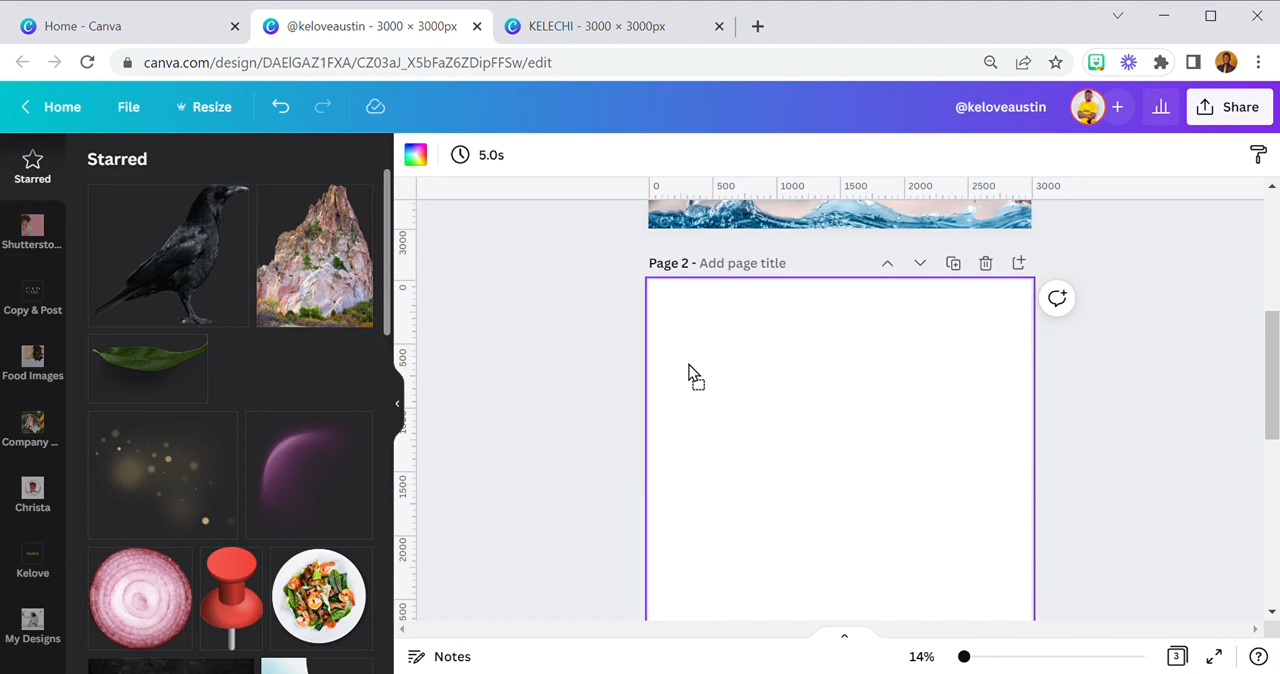 Home - Canva
@keloveaustin - 3000 × 3000px
KELECHI - 3000 × 3000px
canva.com/design/DAElGAZ1FXA/CZ03aJ_X5bFaZ6ZDipFFSw/edit
Home
File
Resize
@keloveaustin
Share
Starred
Starred
5.0s
0 500 1000 1500 2000 2500 3000
3000
Shuttersto...
Page 2 - Add page title
0
Copy & Post
500
Food Images
Company ...
1500
Christa
2000
Kelove
500
My Designs
Notes
14%
3